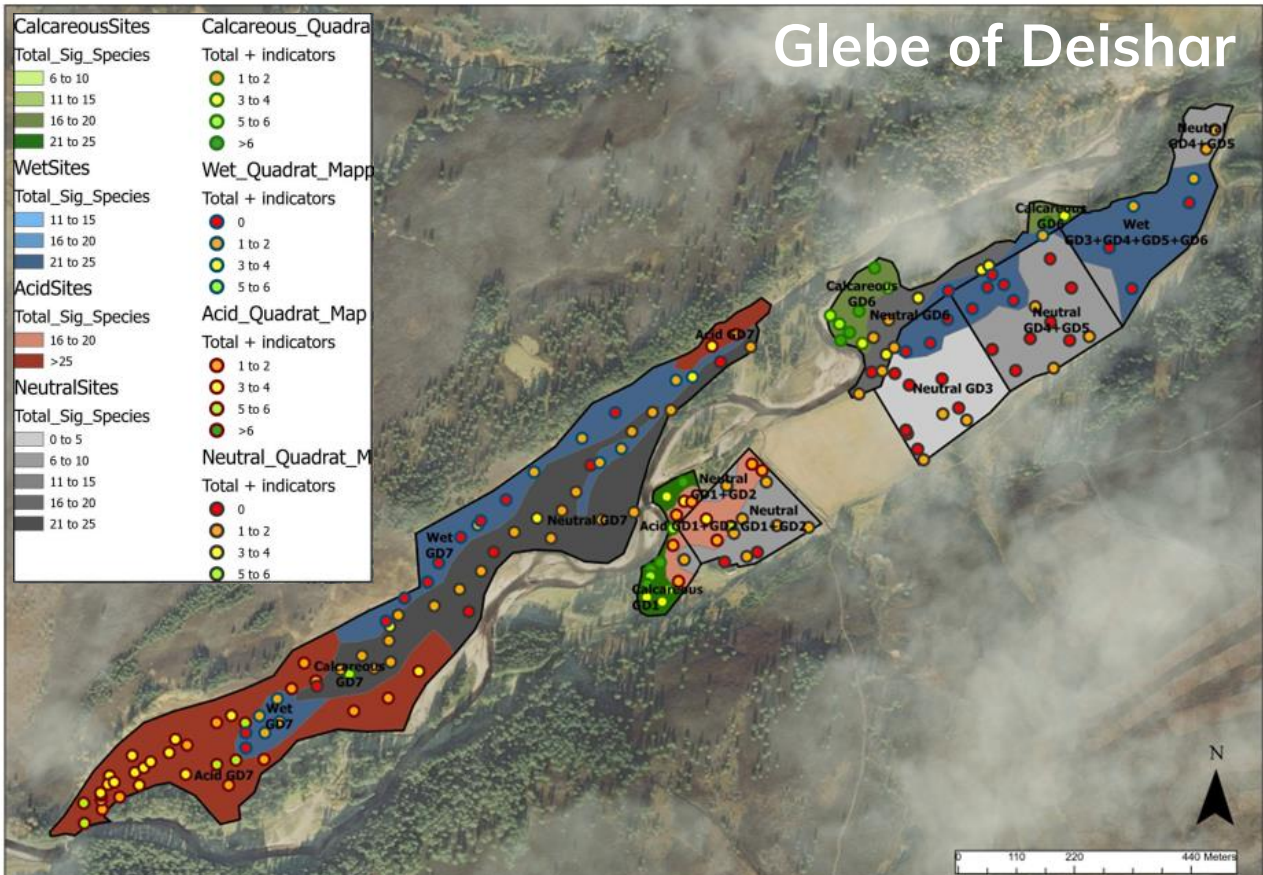 Glebe of Deishar
CalcareousSites
Total_Sig_Species
6 to 10
11 to 15
16 to 20
21 to 25
WetSites
Total_Sig_Species
11 to 15
16 to 20
21 to 25
AcidSites
Total_Sig_Species
16 to 20
>25
NeutralSites
Total_Sig_Species
0 to 5
6 to 10
11 to 15
16 to 20
21 to 25
Calcareous_Quadra
Total + indicators
1 to 2
3 to 4
5 to 6
>6
Wet_Quadrat_Mapp
Total + indicators
0
1 to 2
3 to 4
5 to 6
Acid_Quadrat_Map
Total + indicators
1 to 2
3 to 4
5 to 6
>6
Neutral_Quadrat_M
Total + indicators
0
1 to 2
3 to 4
5 to 6
Neutral
GD4+GD5
Calcareous
GD6
Wet
GD3+GD4+GD5+GD6
Calcareous
GD6
Neutral GD6
Neutral
GD4+GD5
Acid GD7
Neutral GD3
Neutral
GD1+GD2
Neutral
GD1+GD2
Acid GD1+GD2
Neutral GD7
Wet
GD7
Calcareous
GD1
Calcareous
GD7
Wet
GD7
Acid GD7
N
0 110 220 440 Meters